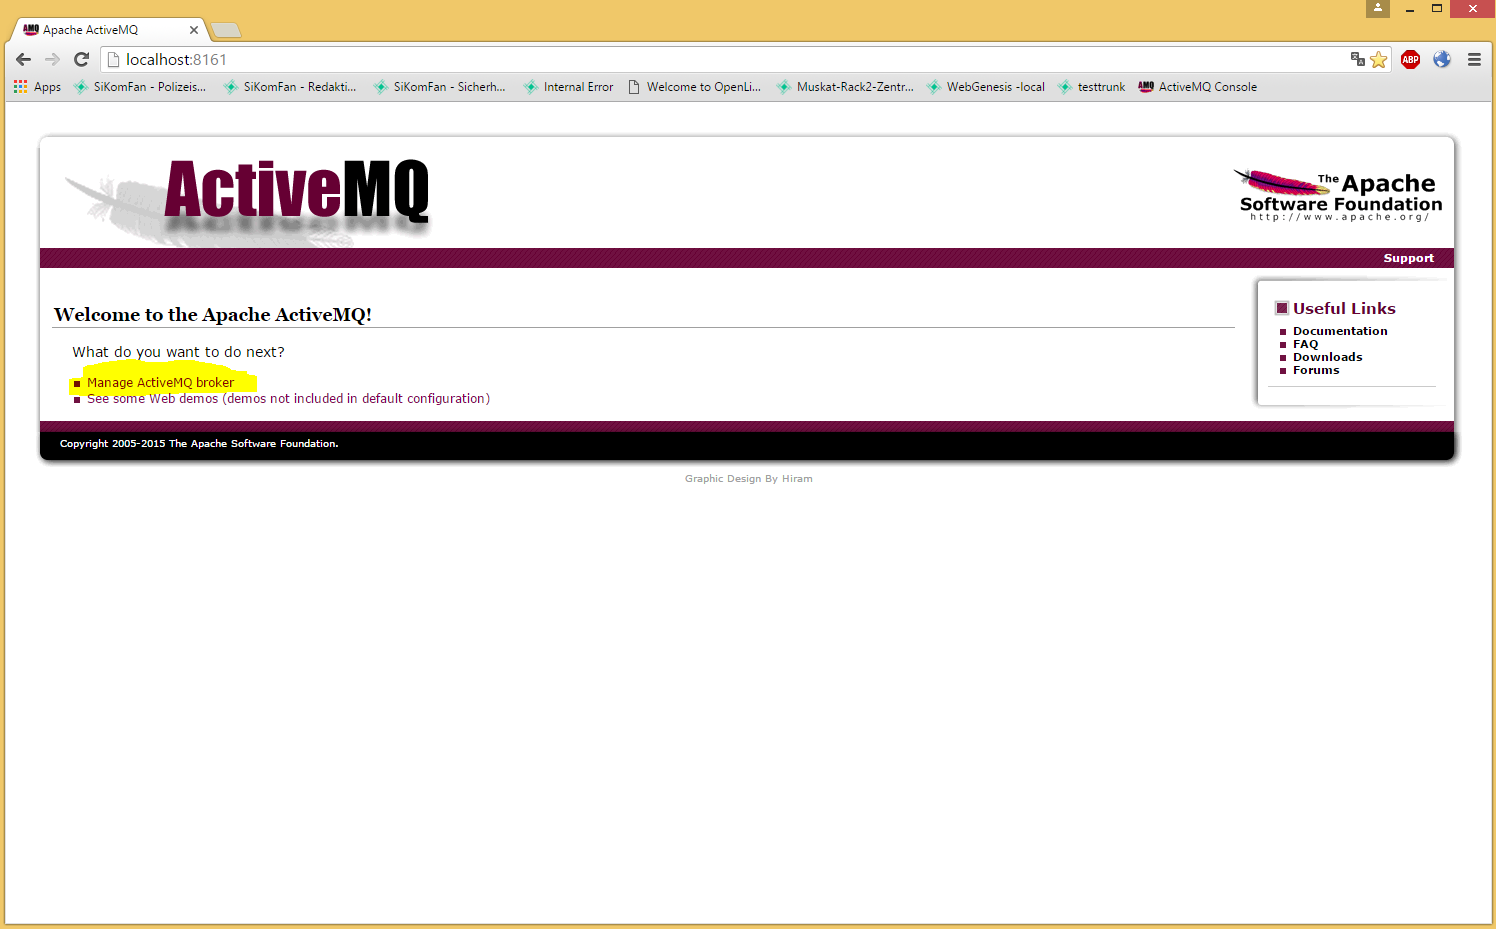 AMQ Apache ActiveMQ
localhost:8161
ABP
Apps SiKomFan - Polizeis... SiKomFan - Redakti... SiKomFan - Sicherh... Internal Error Welcome to OpenLi... Muskat-Rack2-Zentr... WebGenesis -local testtrunk AMQ ActiveMQ Console
ActiveMQ
The Apache
Software Foundation
http://www.apache.org/
Support
Welcome to the Apache ActiveMQ!
What do you want to do next?
Manage ActiveMQ broker
See some Web demos (demos not included in default configuration)
Useful Links
Documentation
FAQ
Downloads
Forums
Copyright 2005-2015 The Apache Software Foundation.
Graphic Design By Hiram